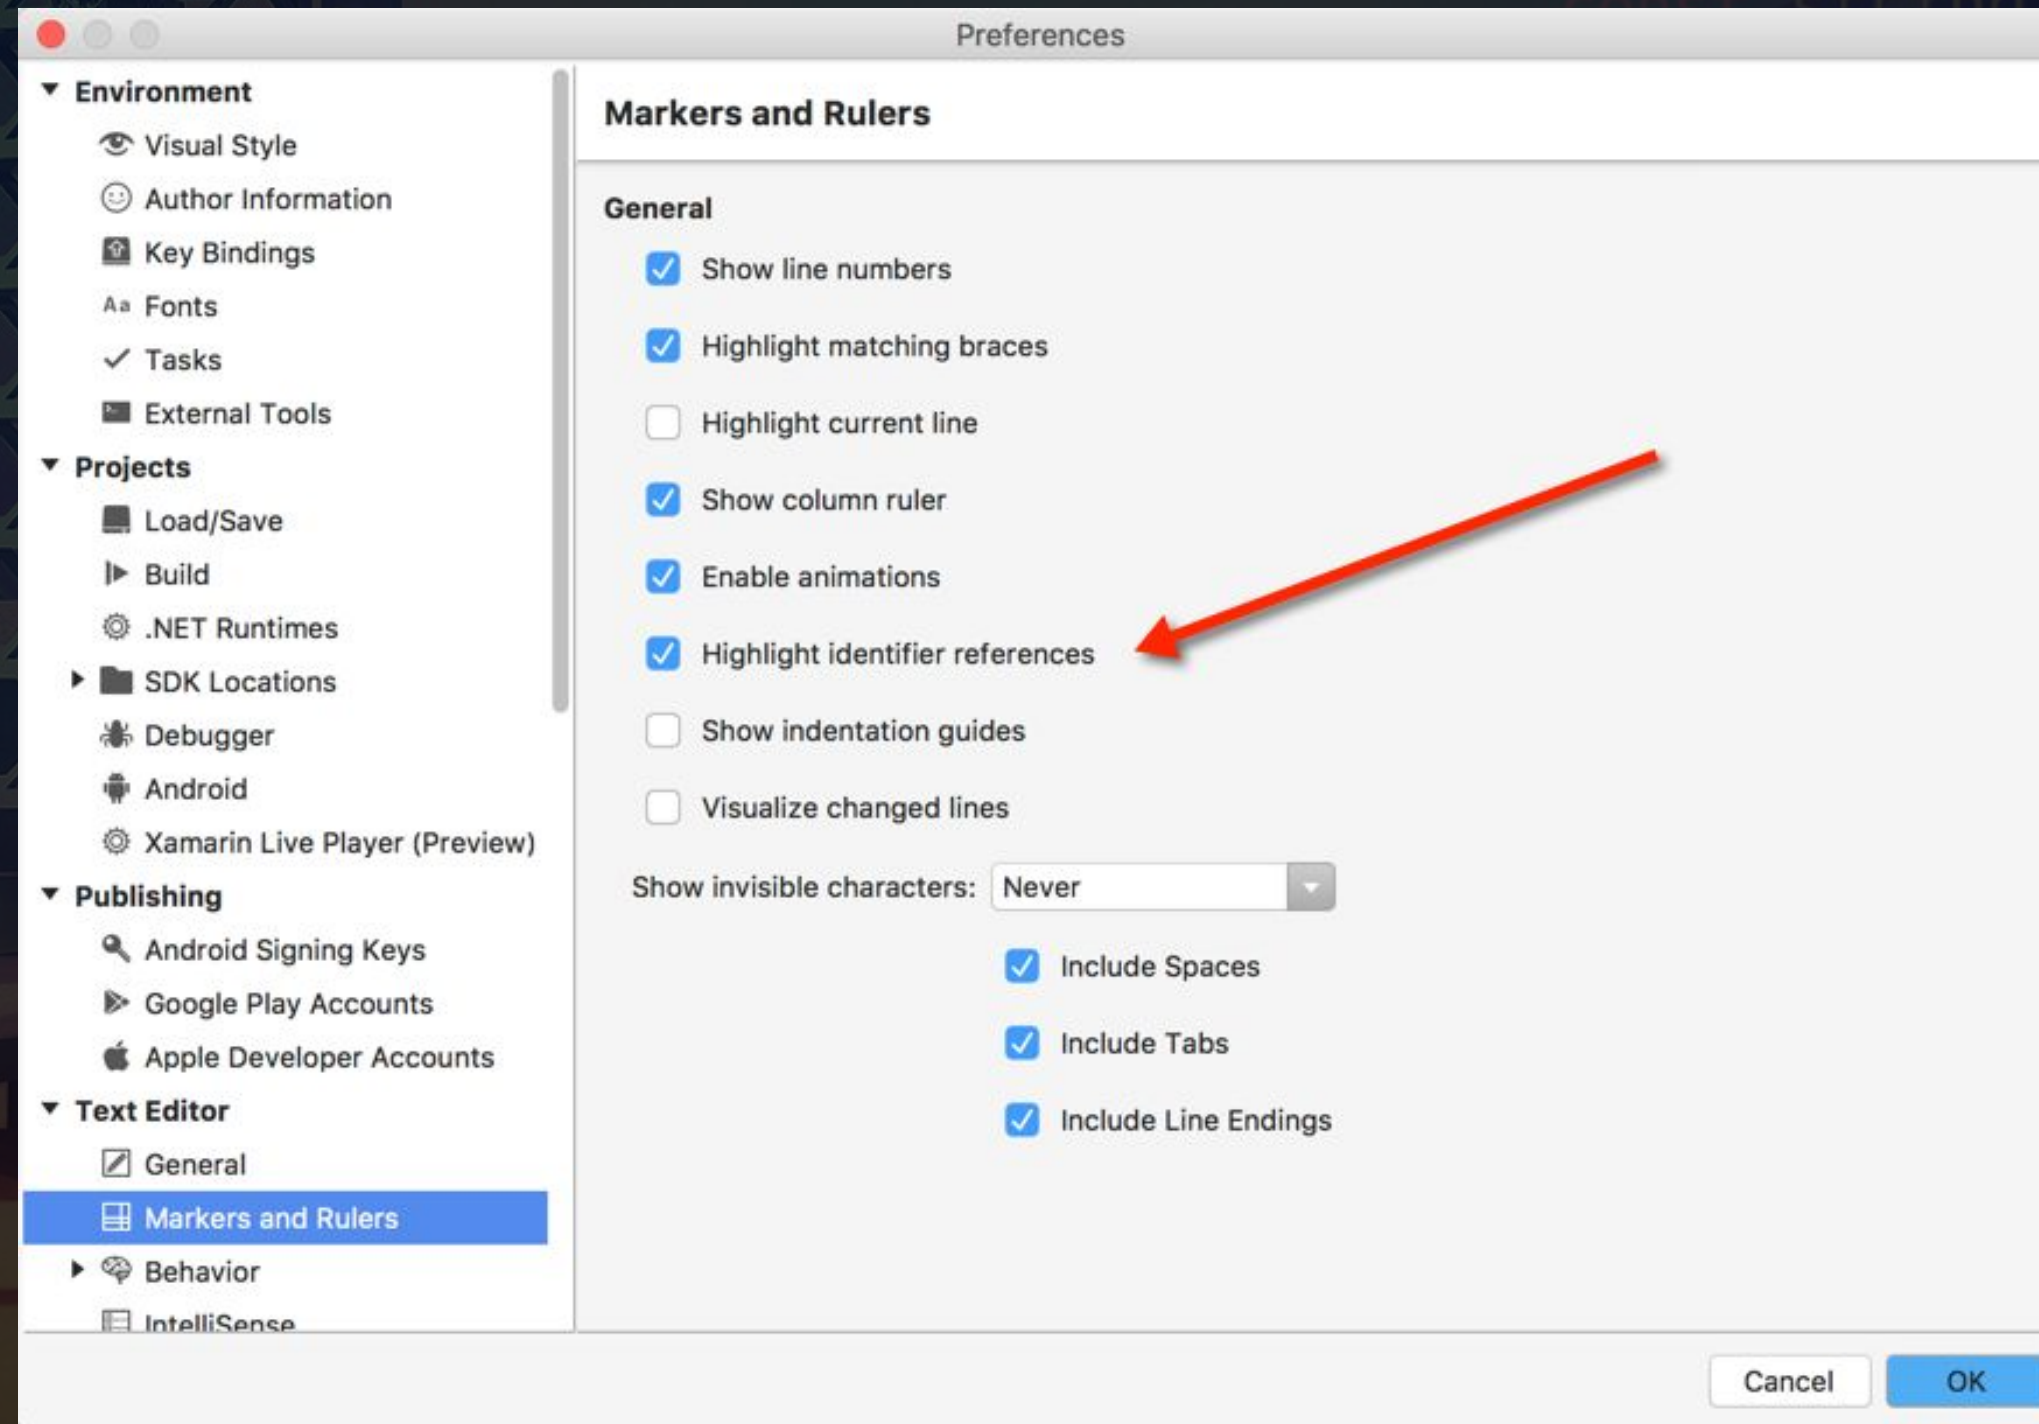 Preferences
Environment
Visual Style
Author Information
Key Bindings
Aa Fonts
Tasks
External Tools
Projects
Load/Save
Build
.NET Runtimes
SDK Locations
Debugger
Android
Xamarin Live Player (Preview)
Publishing
Android Signing Keys
Google Play Accounts
Apple Developer Accounts
Text Editor
General
Markers and Rulers
Behavior
IntelliSense
Markers and Rulers
General
Show line numbers
Highlight matching braces
Highlight current line
Show column ruler
Enable animations
Highlight identifier references
Show indentation guides
Visualize changed lines
Show invisible characters: Never
Include Spaces
Include Tabs
Include Line Endings
Cancel OK